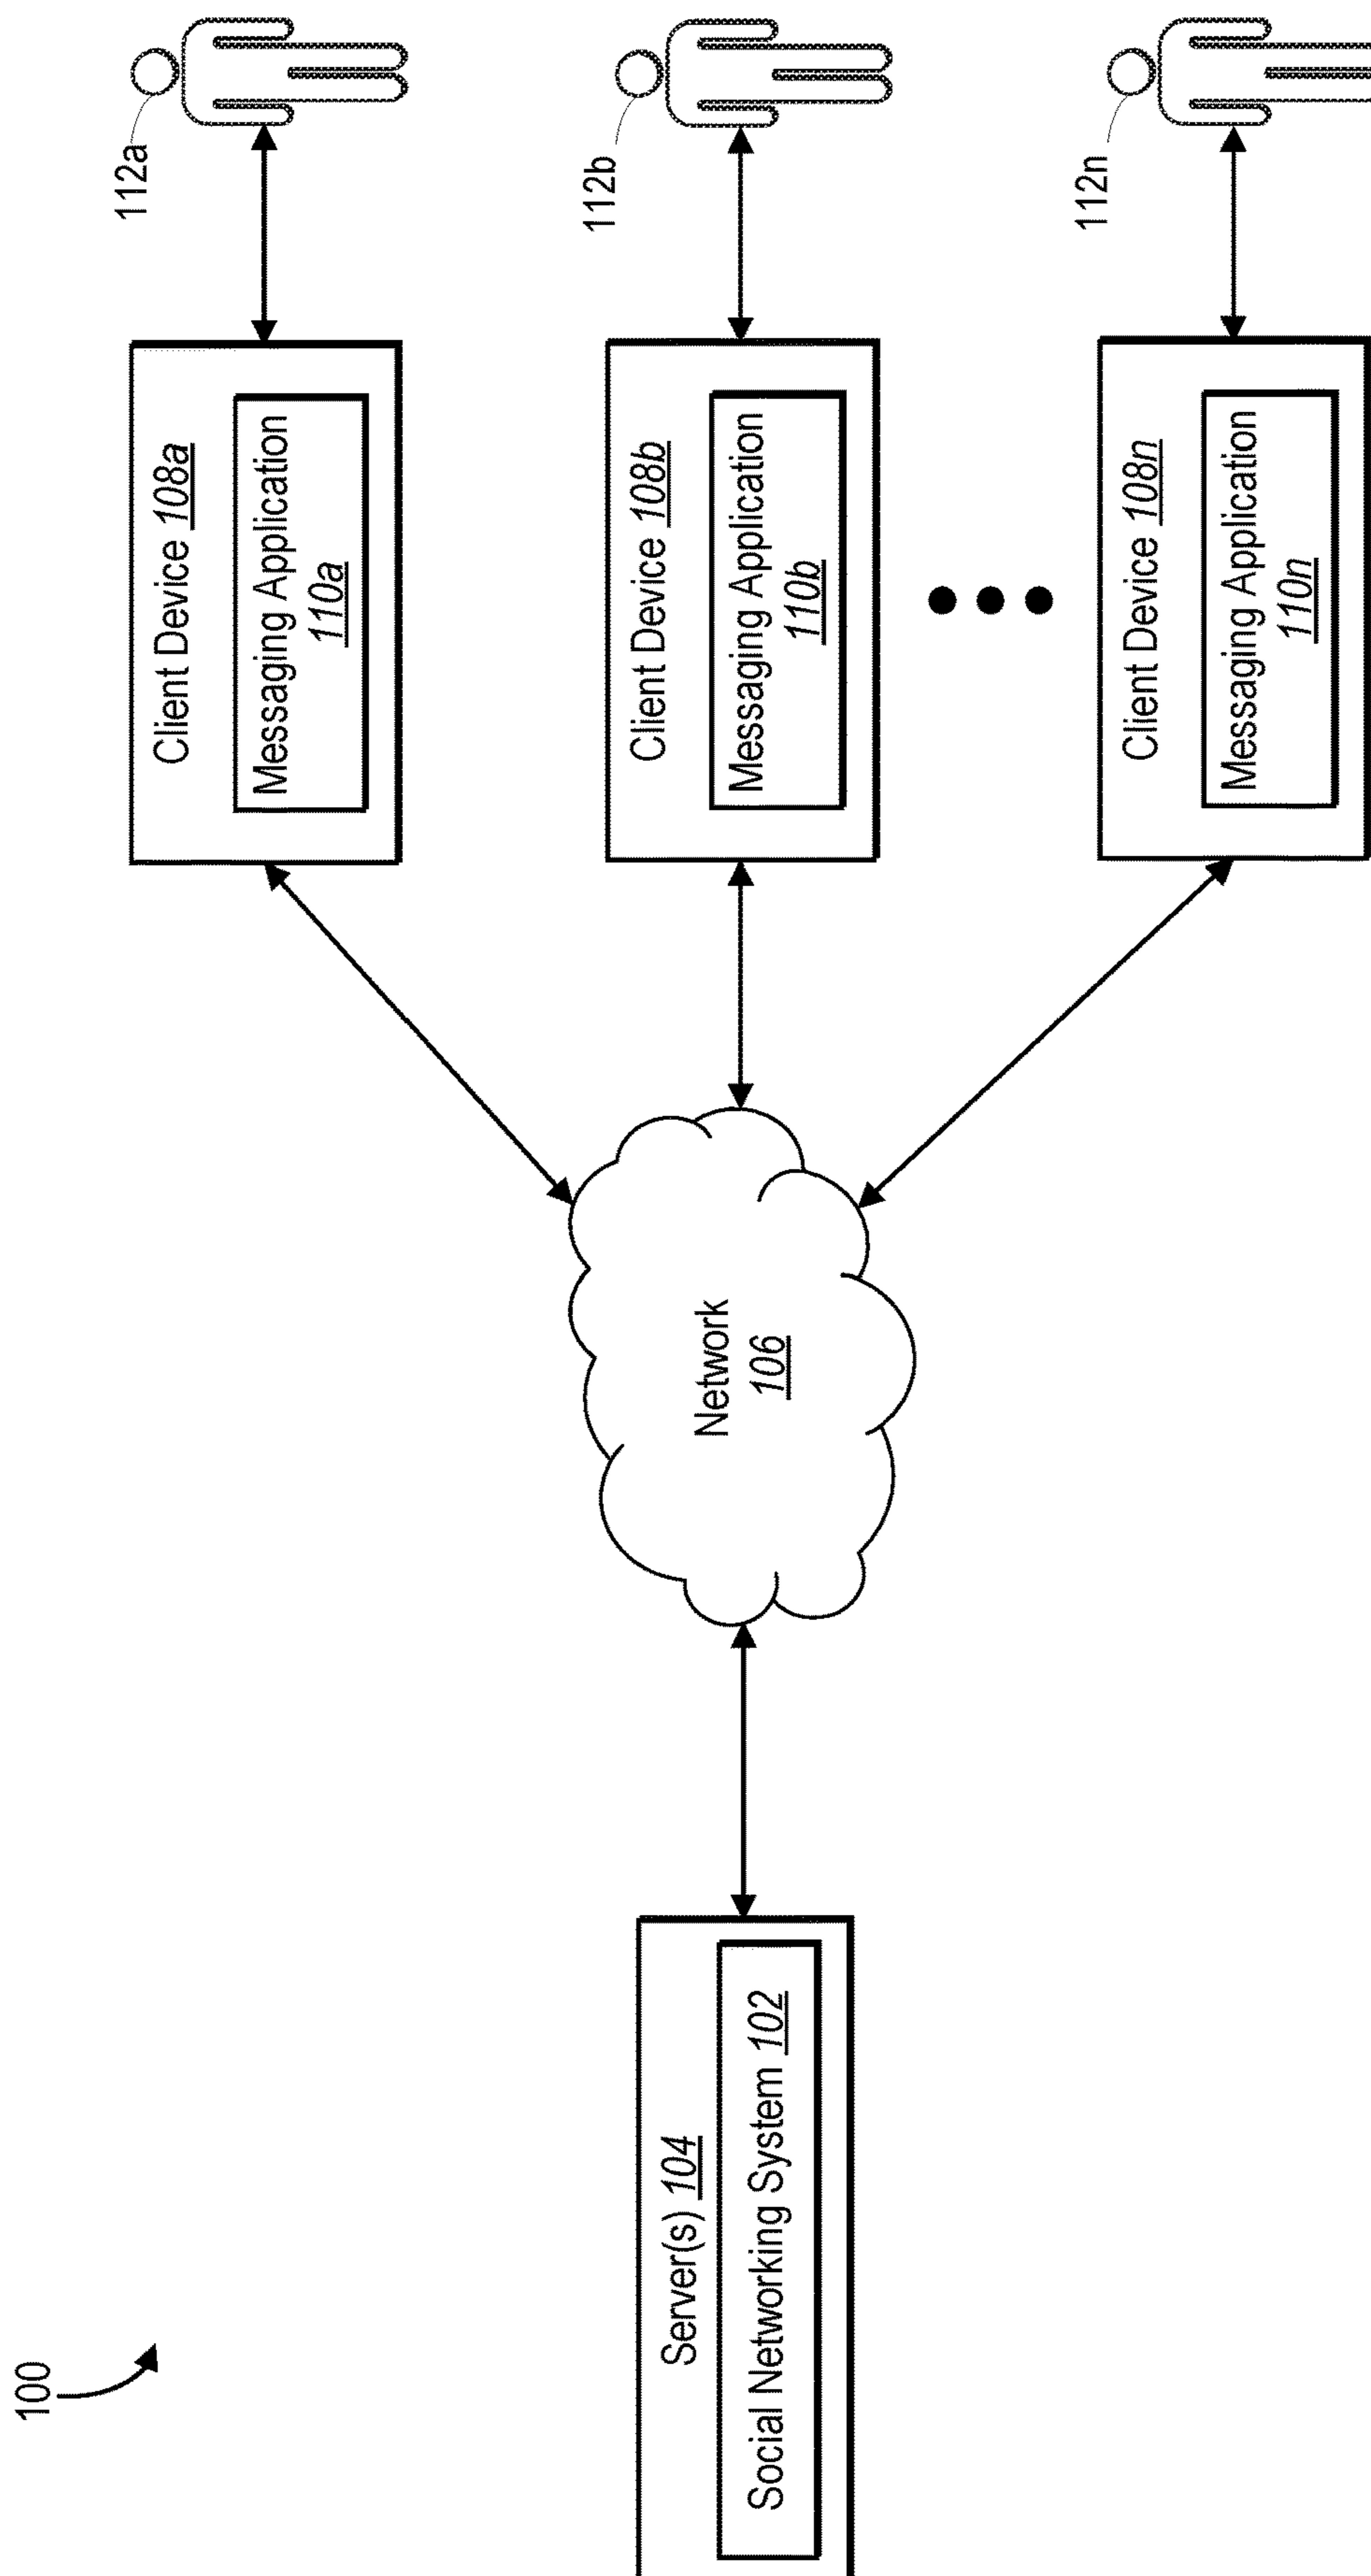 100
Server(s) 104
Social Networking System 102
Network
106
Client Device 108a
Messaging Application
110a
112a
Client Device 108b
Messaging Application
110b
112b
Client Device 108n
Messaging Application
110n
112n